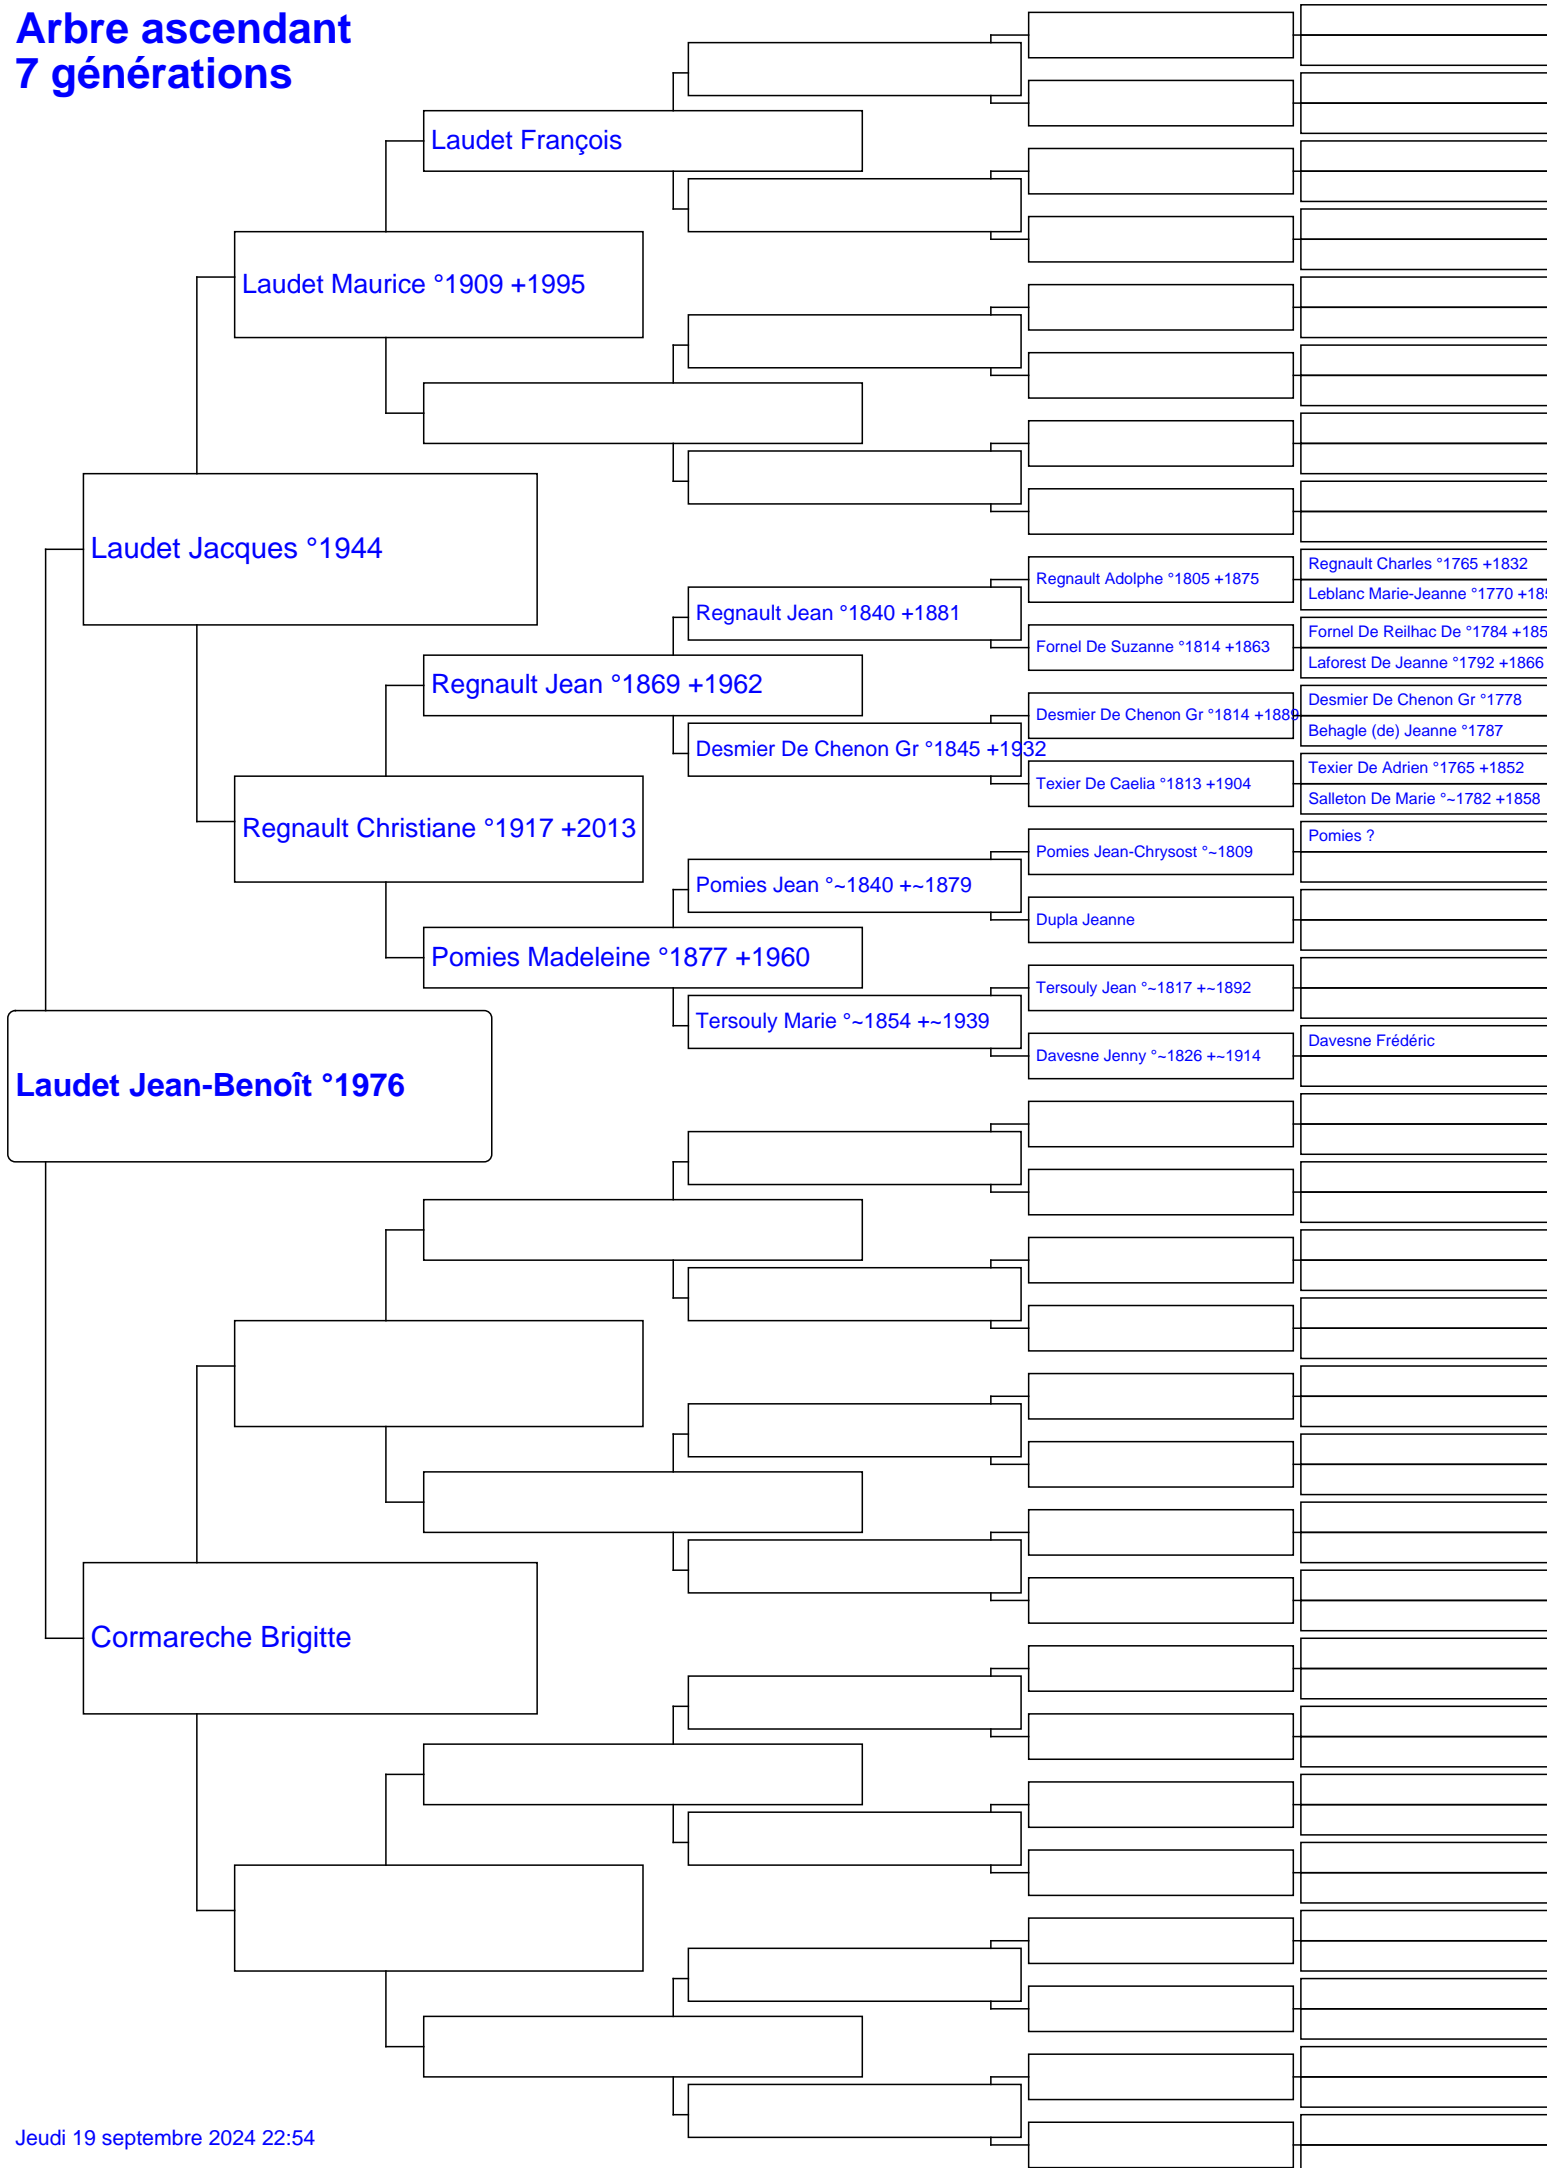 Arbre ascendant
7 générations
Laudet François
Laudet Maurice °1909 +1995
Laudet Jacques °1944
Regnault Jean °1869 +1962
Regnault Christiane °1917 +2013
Pomies Madeleine °1877 +1960
Laudet Jean-Benoît °1976
Cormareche Brigitte
Regnault Jean °1840 +1881
Desmier De Chenon Gr °1845 +1932
Pomies Jean °~1840 +~1879
Tersouly Marie °~1854 +~1939
Regnault Adolphe °1805 +1875
Fornel De Suzanne °1814 +1863
Desmier De Chenon Gr °1814 +1889
Texier De Caelia °1813 +1904
Pomies Jean-Chrysost °~1809
Dupla Jeanne
Tersouly Jean °~1817 +~1892
Davesne Jenny °~1826 +~1914
Regnault Charles °1765 +1832
Leblanc Marie-Jeanne °1770
Fornel De Reilhac De °1784
Laforest De Jeanne °1792 +1866
Desmier De Chenon Gr °1778
Behagle (de) Jeanne °1787
Texier De Adrien °1765 +1852
Salleton De Marie °~1782 +1858
Pomies ?
Davesne Frédéric
Jeudi 19 septembre 2024 22:54